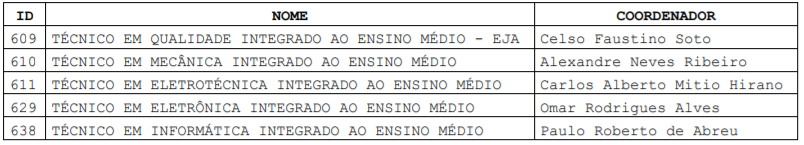 ID NOME COORDENADOR
609 TÉCNICO EM QUALIDADE INTEGRADO AO ENSINO MÉDIO - EJA Celso Faustino Soto
610 TÉCNICO EM MECÂNICA INTEGRADO AO ENSINO MÉDIO Alexandre Neves Ribeiro
611 TÉCNICO EM ELETROTÉCNICA INTEGRADO AO ENSINO MÉDIO Carlos Alberto Mitio Hirano
629 TÉCNICO EM ELETRÔNICA INTEGRADO AO ENSINO MÉDIO Omar Rodrigues Alves
638 TÉCNICO EM INFORMÁTICA INTEGRADO AO ENSINO MÉDIO Paulo Roberto de Abreu